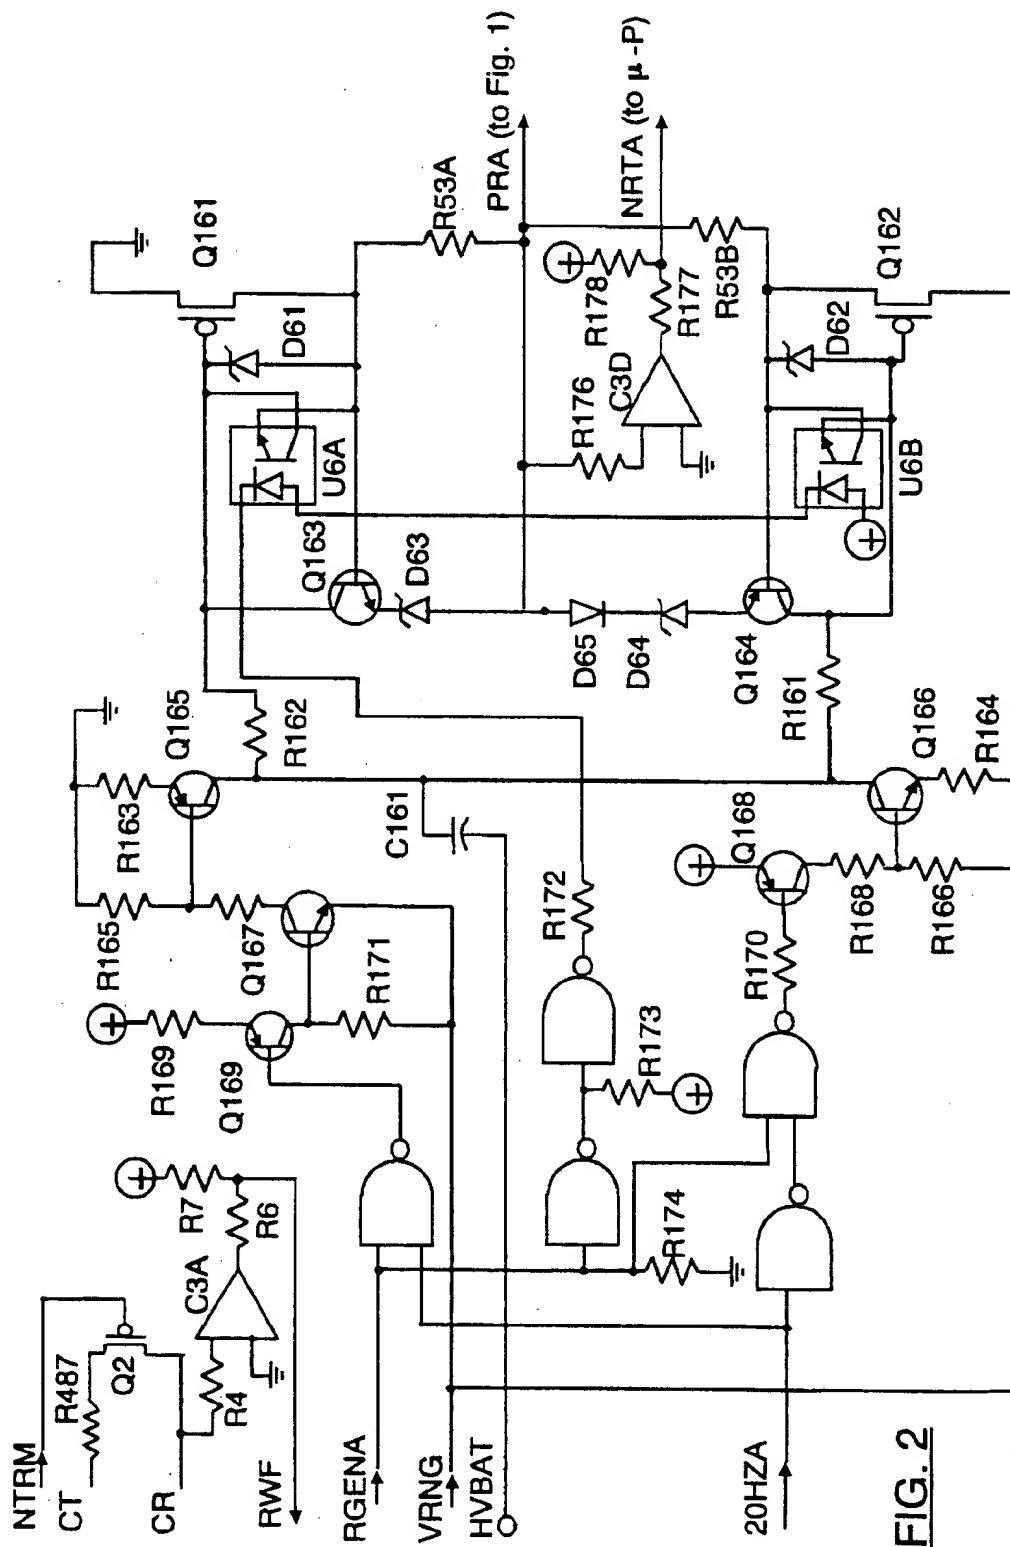 NTRM
CT
R487
Q2
CR
R4
C3A
R7
R6
RWF
RGENA
VRNG
HVBAT
20HZA
R165
R163
Q165
R169
Q169
Q167
R171
R162
C161
R172
R173
R174
R170
Q168
R168
R166
Q166
R164
R161
Q163
D63
D65
D64
Q164
U6A
U6B
D61
Q161
R53A
PRA (to Fig. 1)
R178
R176
C3D
R177
NRTA (to μ -P)
R53B
D62
Q162
FIG. 2